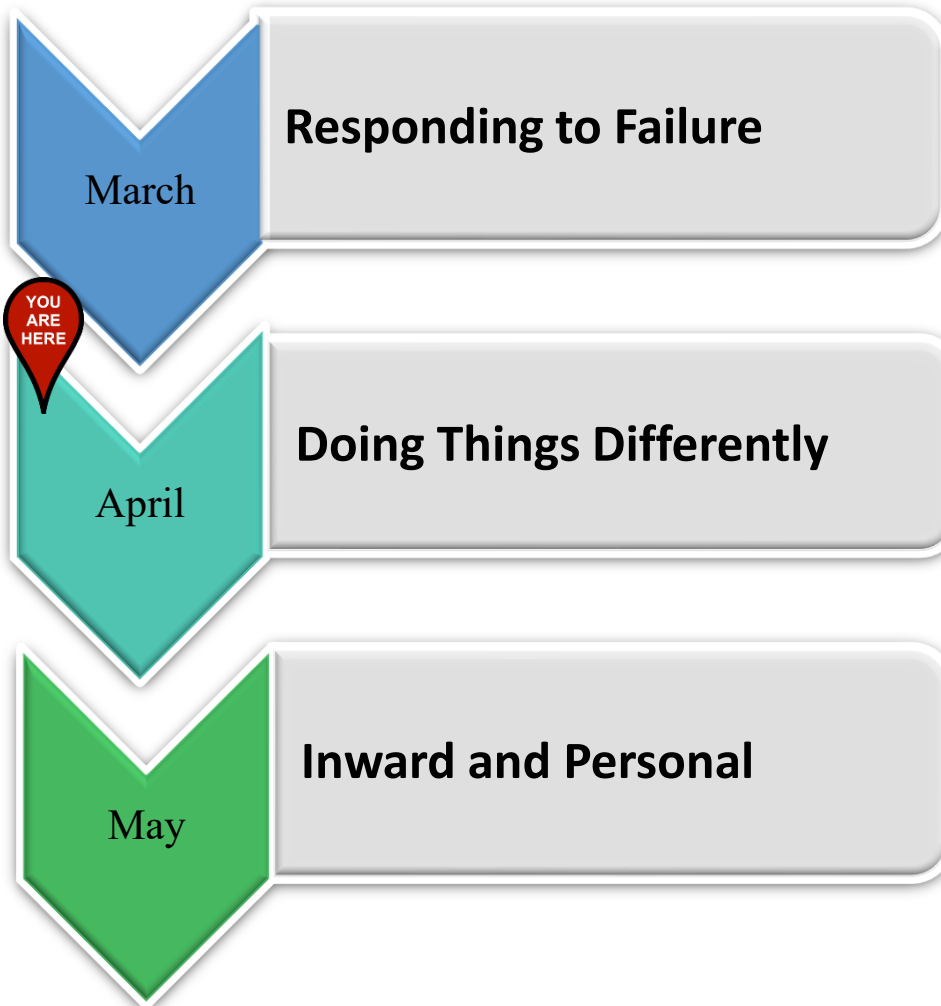 Responding to Failure
March
YOU
ARE
HERE
Doing Things Differently
April
Inward and Personal
May